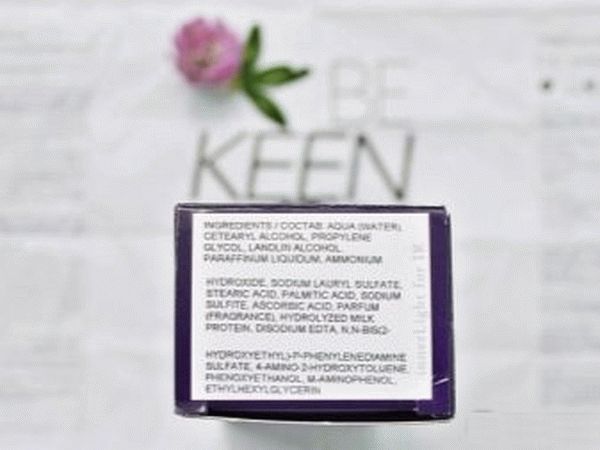 BE
KEEN
INGREDIENTS / СОСТАВ: AQUA (WATER),
CETEARYL ALCOHOL, PROPYLENE
GLYCOL, LANOLIN ALCOHOL,
PARAFFINUM LIQUIDUM, AMMONIUM
HYDROXIDE, SODIUM LAURYL SULFATE,
STEARIC ACID, PALMITIC ACID, SODIUM
SULFITE, ASCORBIC ACID, PARFUM
(FRAGRANCE), HYDROLYZED MILK
PROTEIN, DISODIUM EDTA, N,N-BIS(2-
HYDROXYETHYL)-P-PHENYLENEDIAMINE
SULFATE, 4-AMINO-2-HYDROXYTOLUENE,
PHENOXYETHANOL, M-AMINOPHENOL,
ETHYLHEXYLGLYCERIN